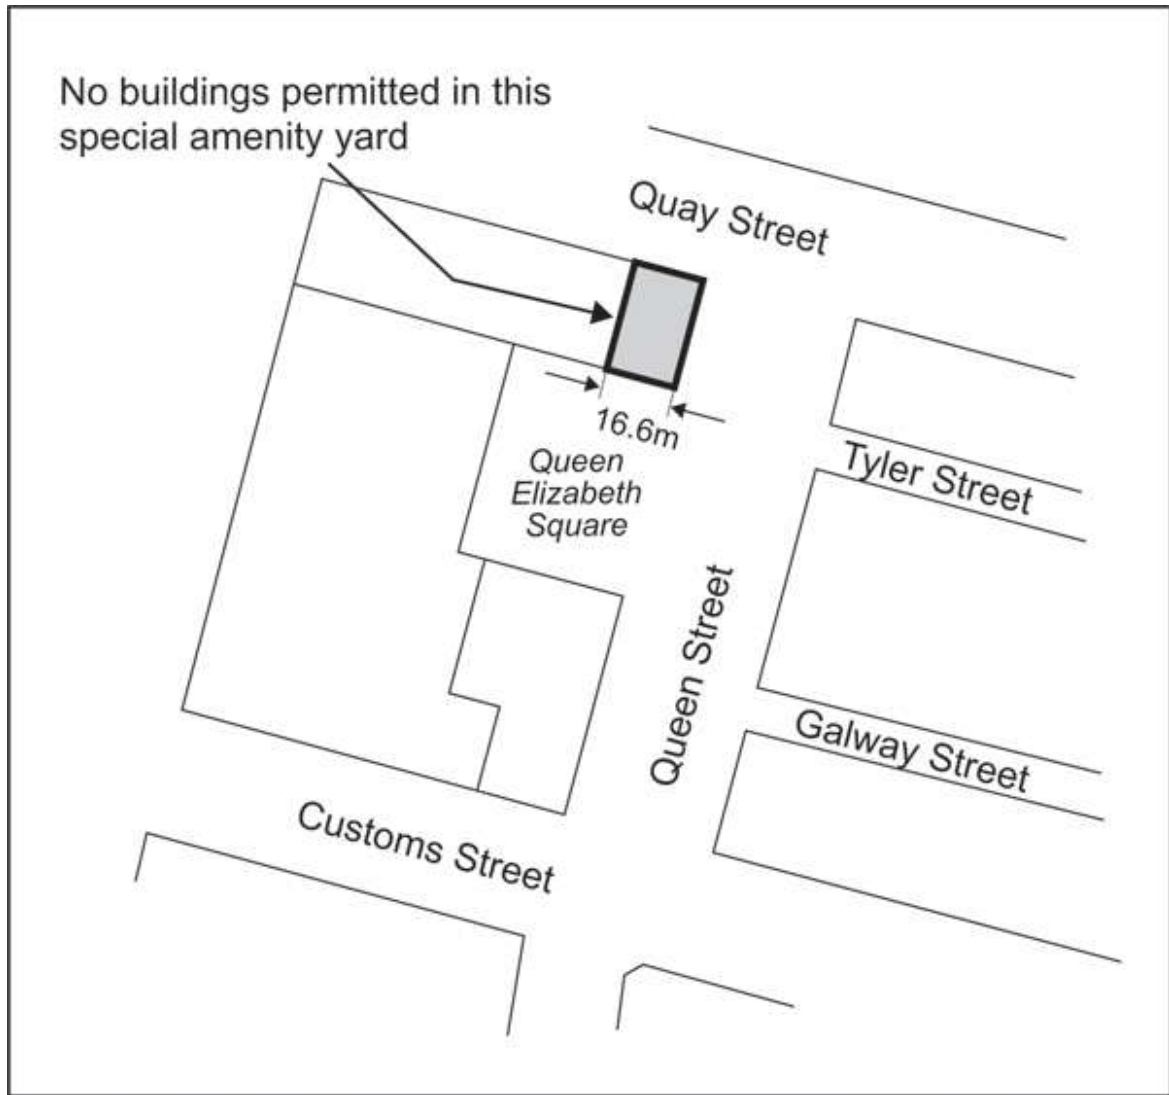 No buildings permitted in this
special amenity yard
Quay Street
16.6m
Queen
Elizabeth
Square
Tyler Street
Queen Street
Galway Street
Customs Street